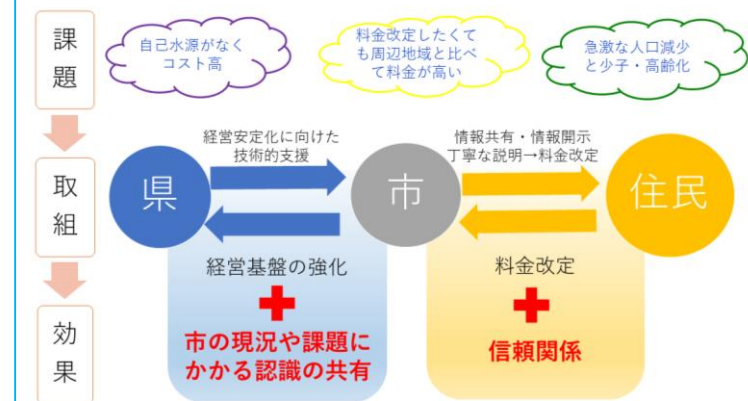 課題
自己水源がなく
コスト高
料金改定したくて
も周辺地域と比べ
て料金が高い
急激な人口減少
と少子・高齢化
取組
経営安定化に向けた
技術的支援
情報共有・情報開示
丁寧な説明→料金改定
県
市
住民
経営基盤の強化
料金改定
効果
市の現況や課題に
かかる認識の共有
信頼関係